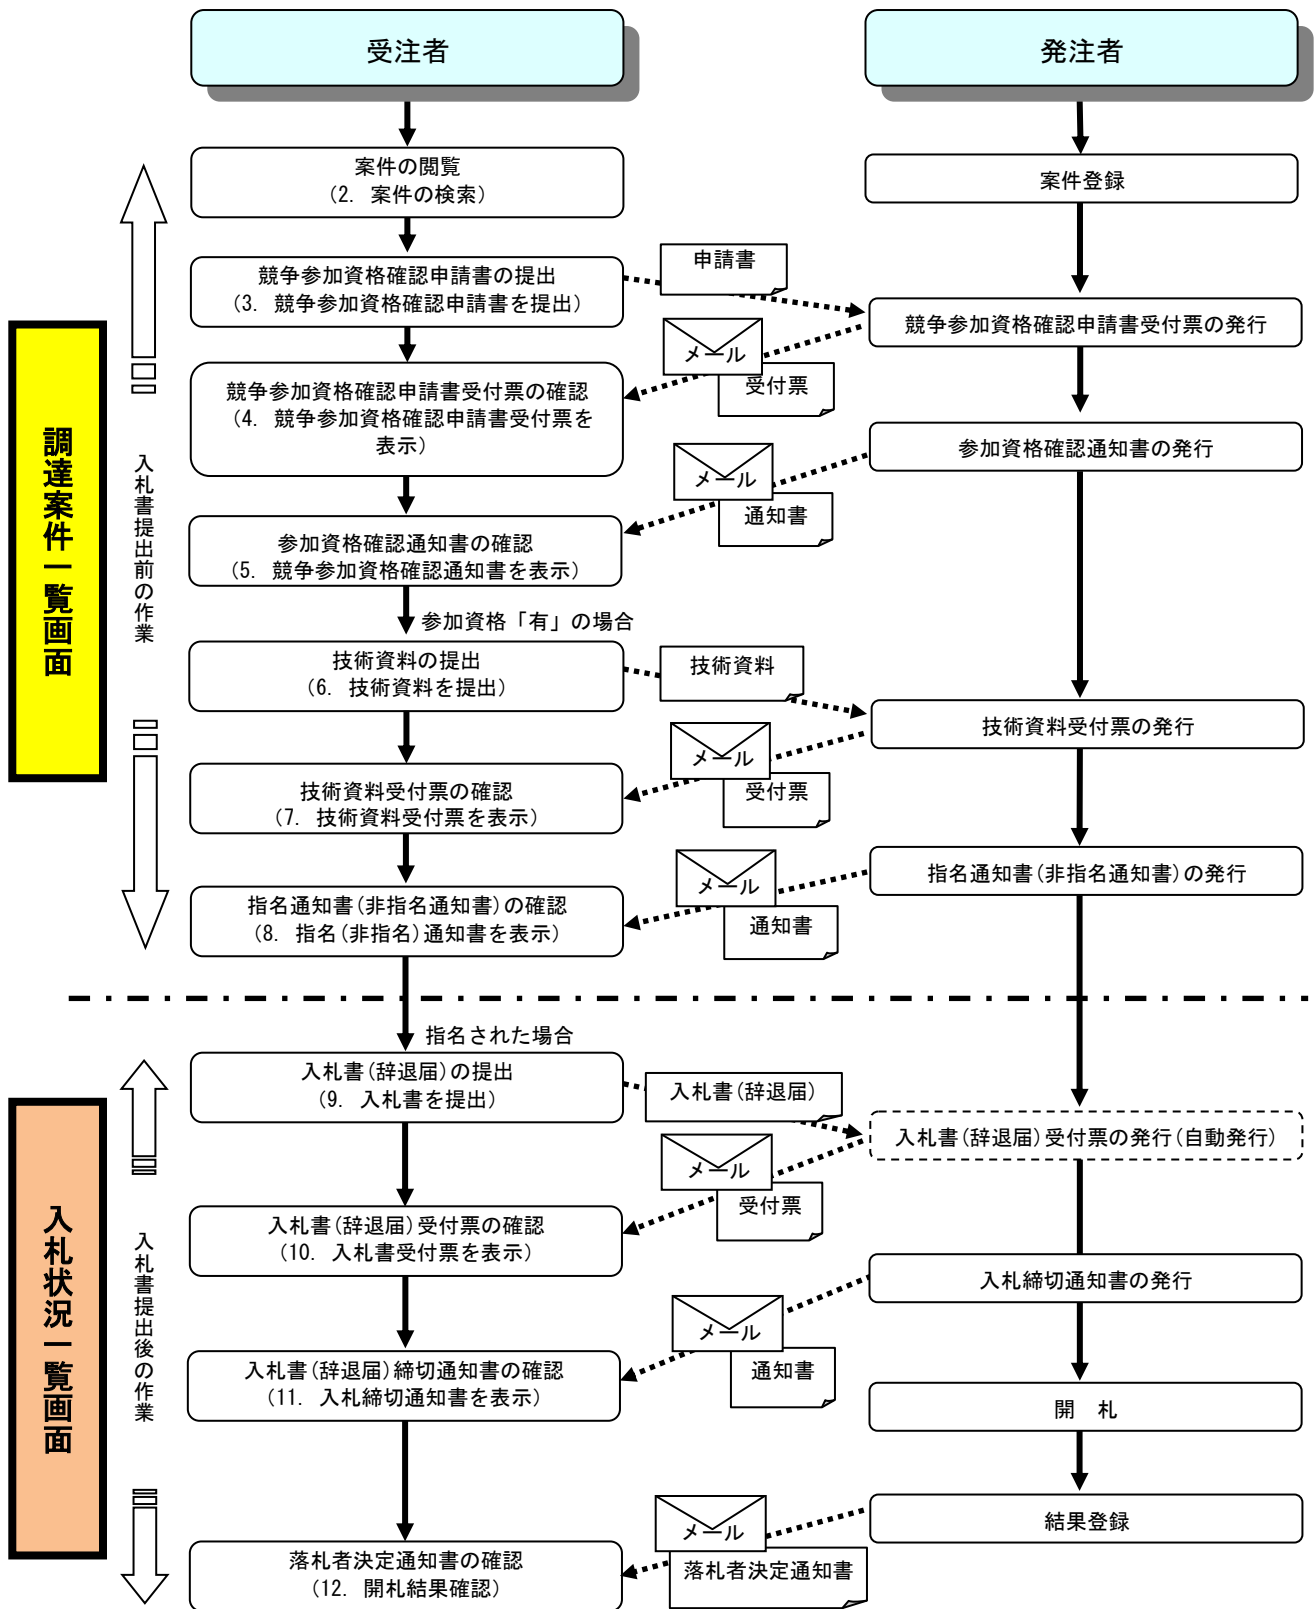 受注者
発注者
案件の閲覧
(2. 案件の検索)
案件登録
申請書
競争参加資格確認申請書の提出
(3. 競争参加資格確認申請書を提出)
競争参加資格確認申請書受付票の発行
メール
受付票
競争参加資格確認申請書受付票の確認
(4. 競争参加資格確認申請書受付票を
表示)
参加資格確認通知書の発行
メール
通知書
参加資格確認通知書の確認
(5. 競争参加資格確認通知書を表示)
参加資格「有」の場合
調達案件一覧画面
入札書提出前の作業
技術資料の提出
(6. 技術資料を提出)
技術資料
技術資料受付票の発行
メール
受付票
技術資料受付票の確認
(7. 技術資料受付票を表示)
指名通知書(非指名通知書)の発行
メール
通知書
指名通知書(非指名通知書)の確認
(8. 指名(非指名)通知書を表示)
指名された場合
入札書(辞退届)の提出
(9. 入札書を提出)
入札書(辞退届)
入札書(辞退届)受付票の発行(自動発行)
メール
受付票
入札書(辞退届)受付票の確認
(10. 入札書受付票を表示)
入札状況一覧画面
入札書提出後の作業
入札締切通知書の発行
メール
通知書
入札書(辞退届)締切通知書の確認
(11. 入札締切通知書を表示)
開 札
結果登録
メール
落札者決定通知書
落札者決定通知書の確認
(12. 開札結果確認)